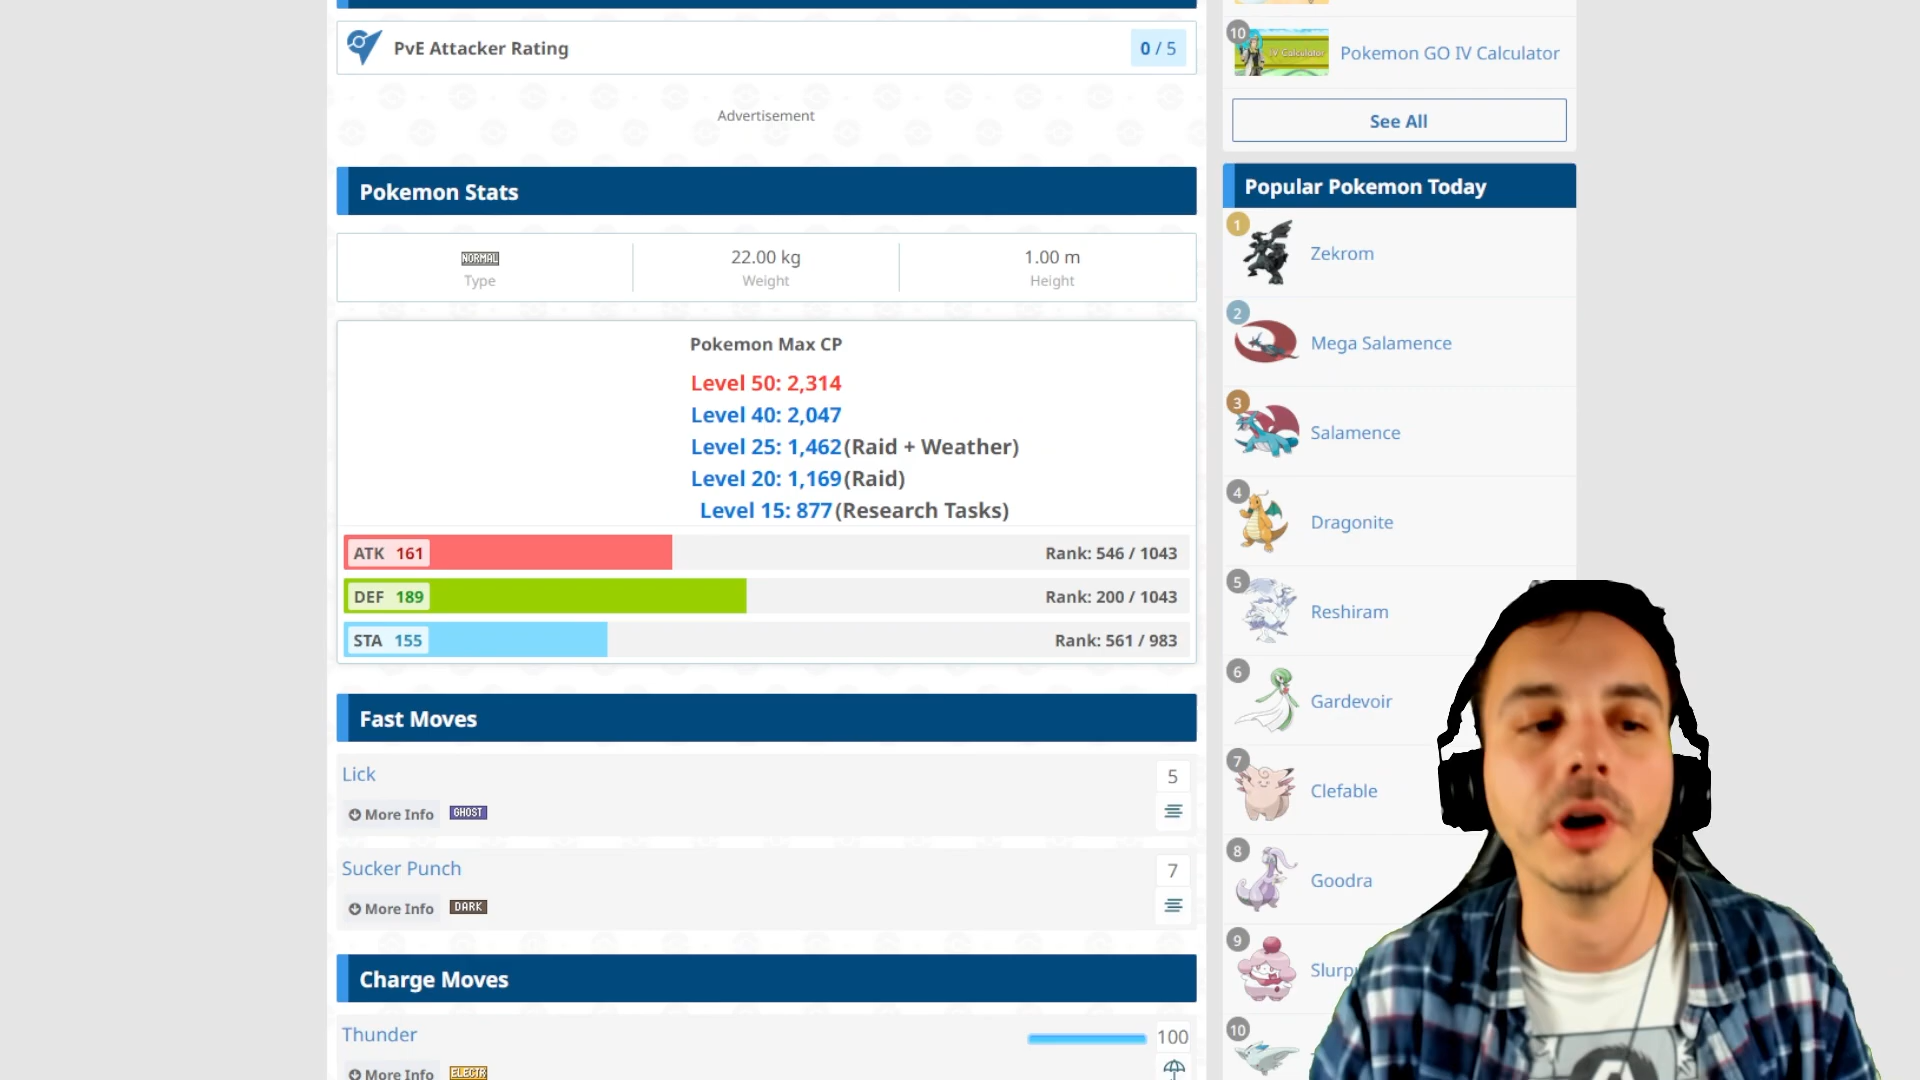 PvE Attacker Rating
0 / 5
Advertisement
Pokemon Stats
NORMAL
Type
22.00 kg
Weight
1.00 m
Height
Pokemon Max CP
Level 50: 2,314
Level 40: 2,047
Level 25: 1,462(Raid + Weather)
Level 20: 1,169(Raid)
Level 15: 877(Research Tasks)
ATK 161
Rank: 546 / 1043
DEF 189
Rank: 200 / 1043
STA 155
Rank: 561 / 983
Fast Moves
Lick
5
More Info
GHOST
Sucker Punch
7
More Info
DARK
Charge Moves
Thunder
100
More Info
ELECTR
10
IV Calculator
Pokemon GO IV Calculator
See All
Popular Pokemon Today
1
Zekrom
2
Mega Salamence
3
Salamence
4
Dragonite
5
Reshiram
6
Gardevoir
7
Clefable
8
Goodra
9
Slurp
10